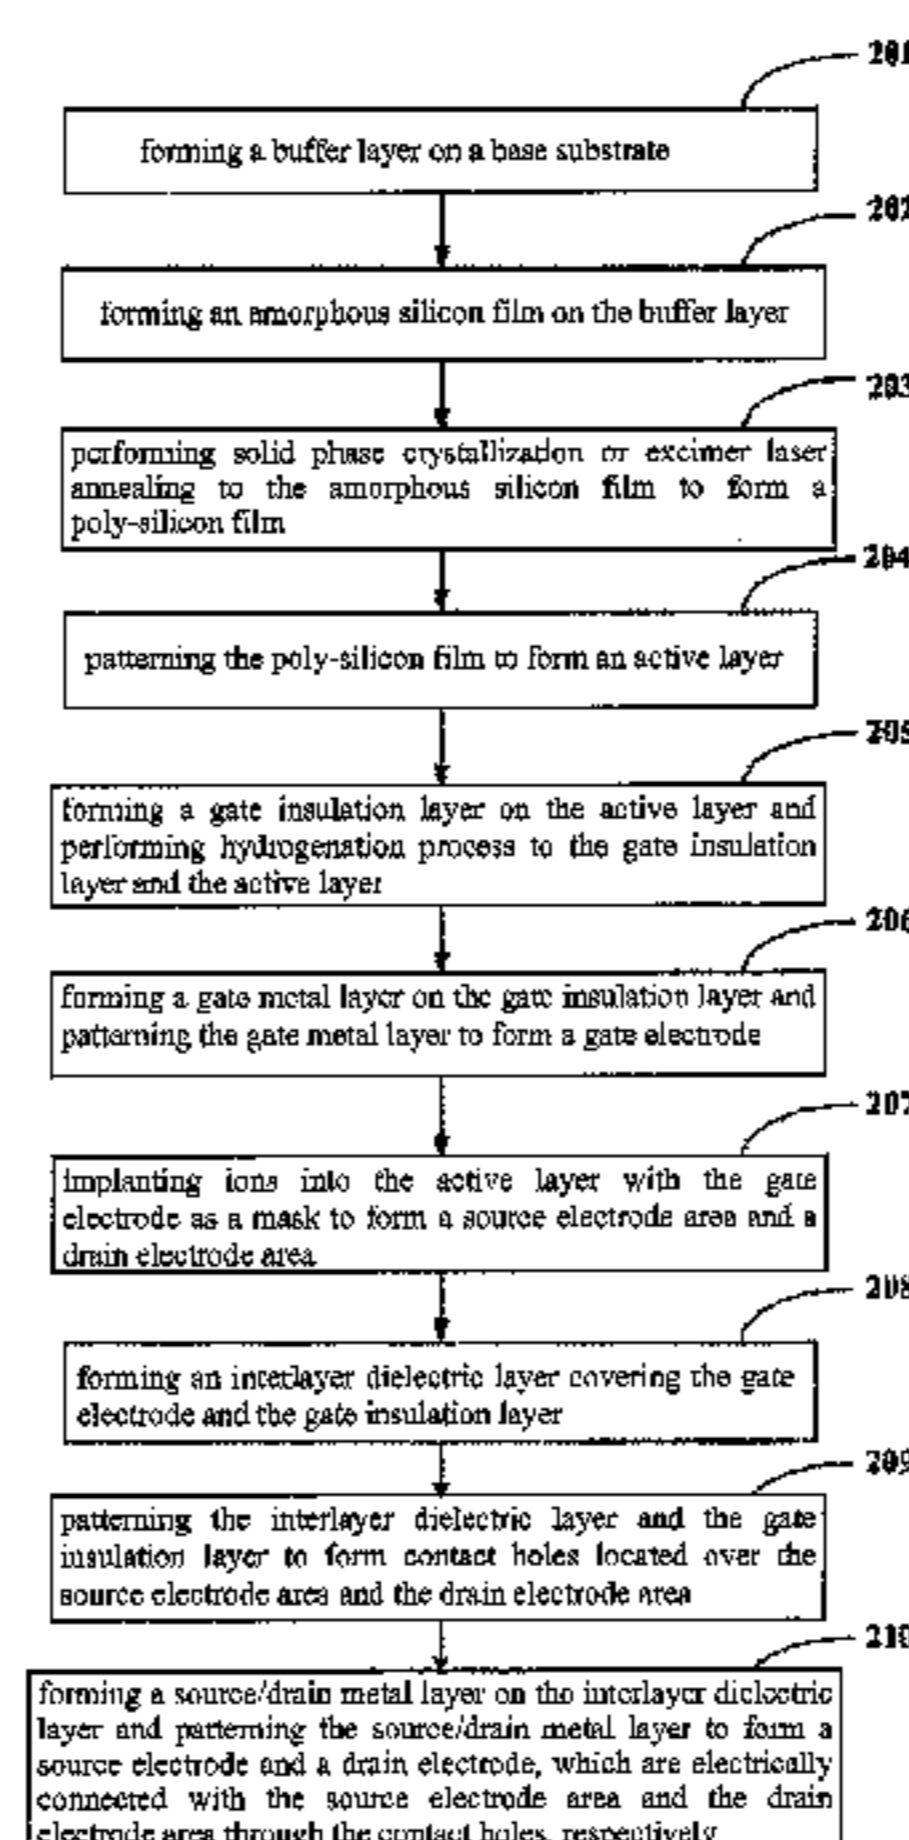 201
forming a buffer layer on a base substrate
202
forming an amorphous silicon film on the buffer layer
203
performing solid phase crystallization or excimer laser
annealing to the amorphous silicon film to form a
poly-silicon film
204
patterning the poly-silicon film to form an active layer
205
forming a gate insulation layer on the active layer and
performing hydrogenation process to the gate insulation
layer and the active layer
206
forming a gate metal layer on the gate insulation layer and
patterning the gate metal layer to form a gate electrode
207
implanting ions into the active layer with the gate
electrode as a mask to form a source electrode area and a
drain electrode area
208
forming an interlayer dielectric layer covering the gate
electrode and the gate insulation layer
209
patterning the interlayer dielectric layer and the gate
insulation layer to form contact holes located over the
source electrode area and the drain electrode area
210
forming a source/drain metal layer on the interlayer dielectric
layer and patterning the source/drain metal layer to form a
source electrode and a drain electrode, which are electrically
connected with the source electrode area and the drain
electrode area through the contact holes, respectively